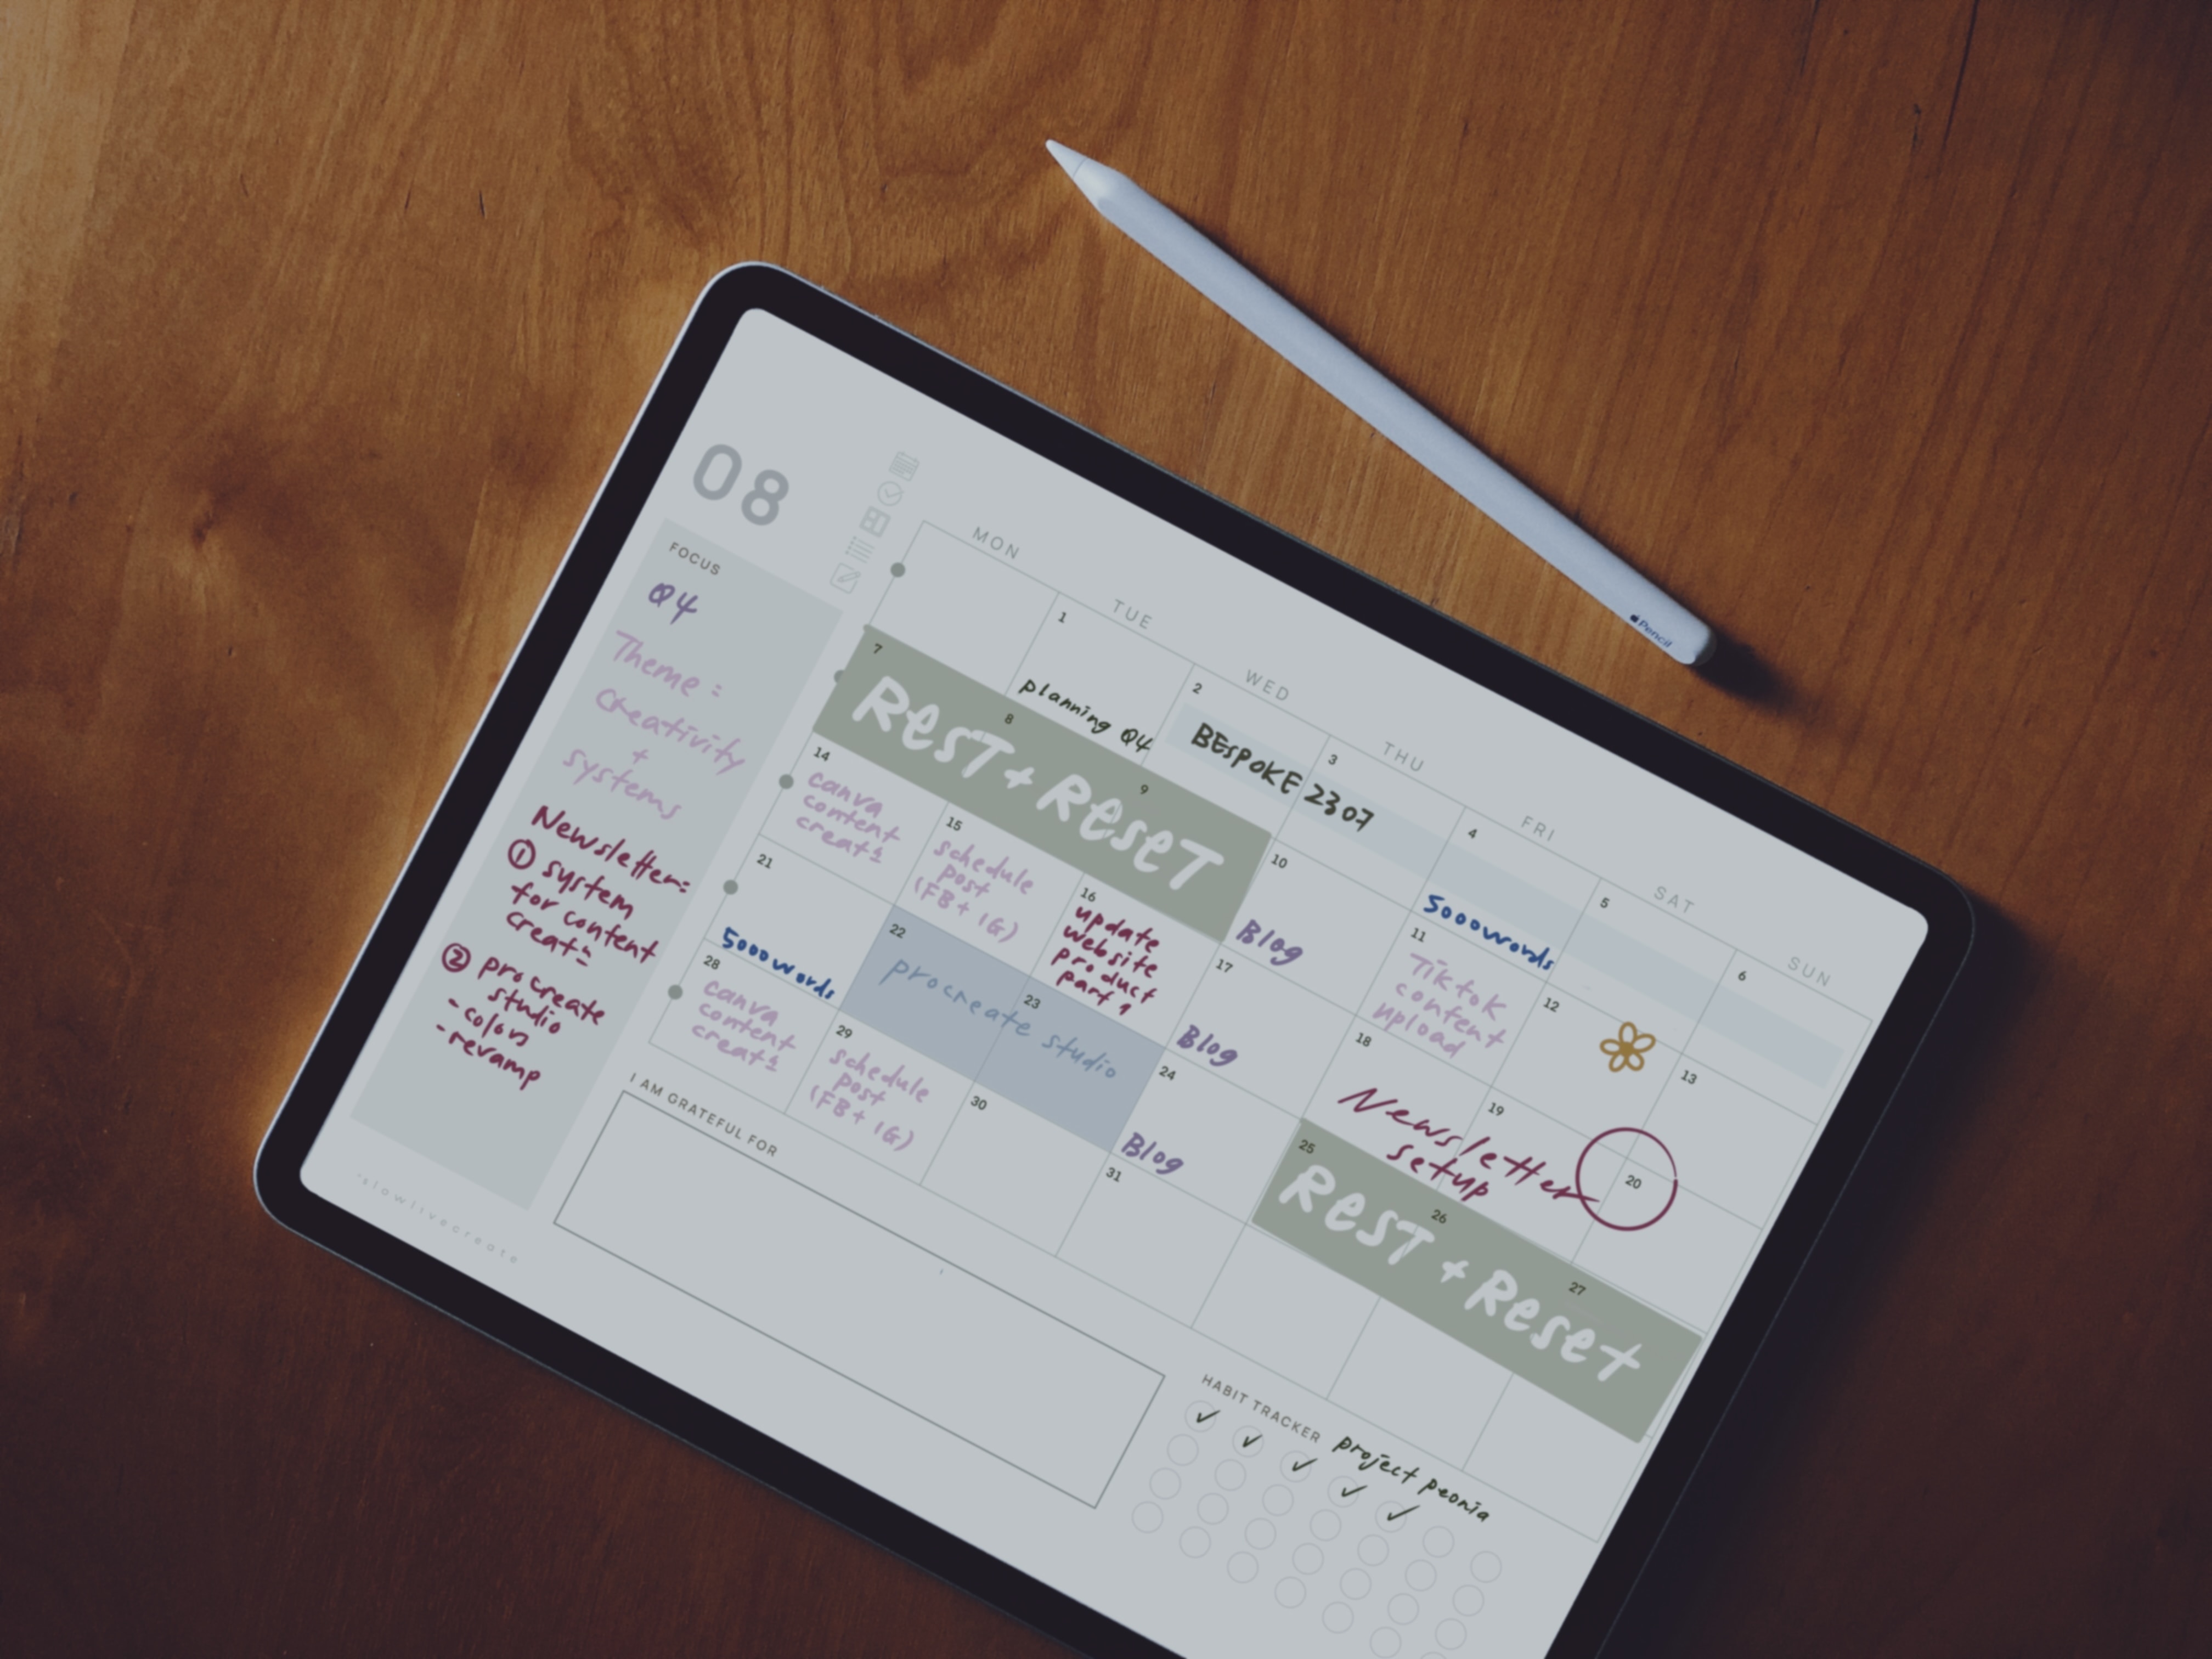 Pencil
08
FOCUS
Q4
Theme :
Creativity
+
systems
Newsletter:
① system
for content
② procreate
studio
- colors
- revamp
slowlivecreate
MON TUE WED THU FRI SAT SUN
1
planning Q4
2
BESPOKE 2307
3
4
5000words
5
6
7
REST + RESET
8
9
10
Blog
11
TikTok
content
upload
12
13
14
canva
content
15
schedule
post
(FB + IG)
16
update
website
product
part 1
17
Blog
18
Newsletter
setup
19
20
21
5000words
22
procreate studio
23
24
Blog
25
REST + Reset
26
27
28
canva
content
29
schedule
post
(FB + IG)
30
31
I AM GRATEFUL FOR
HABIT TRACKER
project peonia